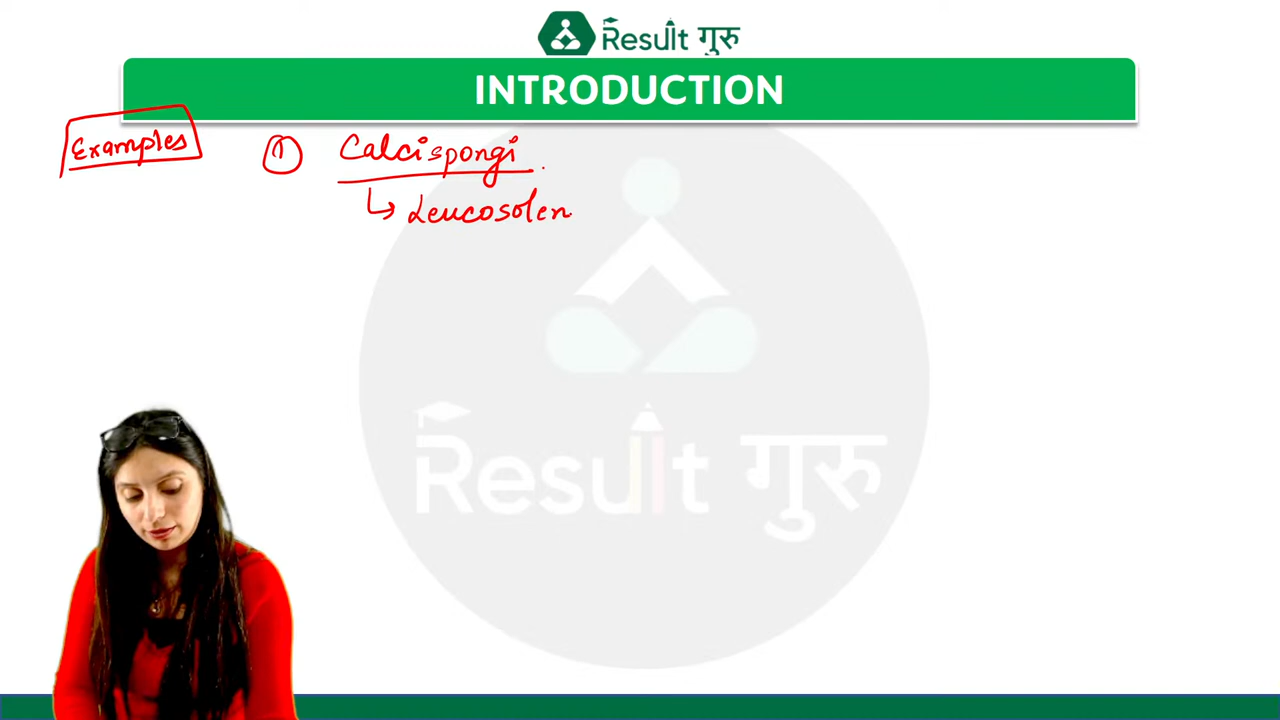 Result गुरु
INTRODUCTION
Examples ① Calcispongi
↳ Leucosolen
Result गुरु